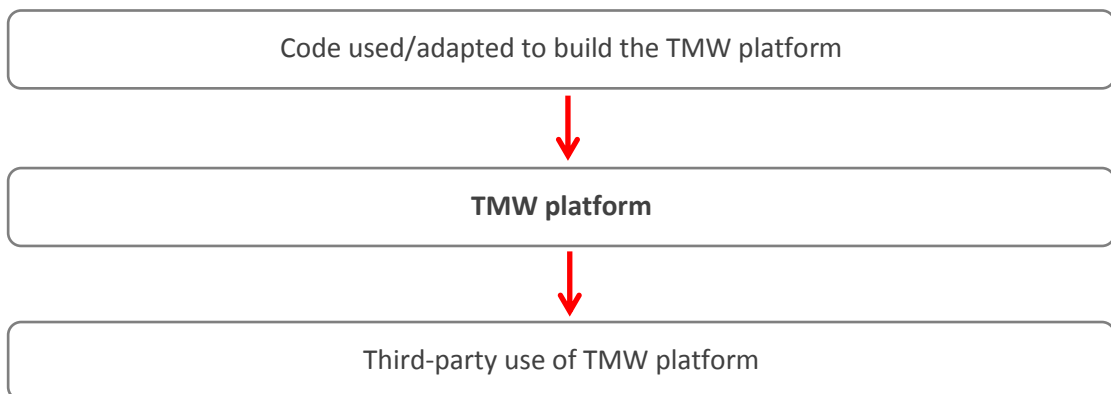 Code used/adapted to build the TMW platform
TMW platform
Third-party use of TMW platform